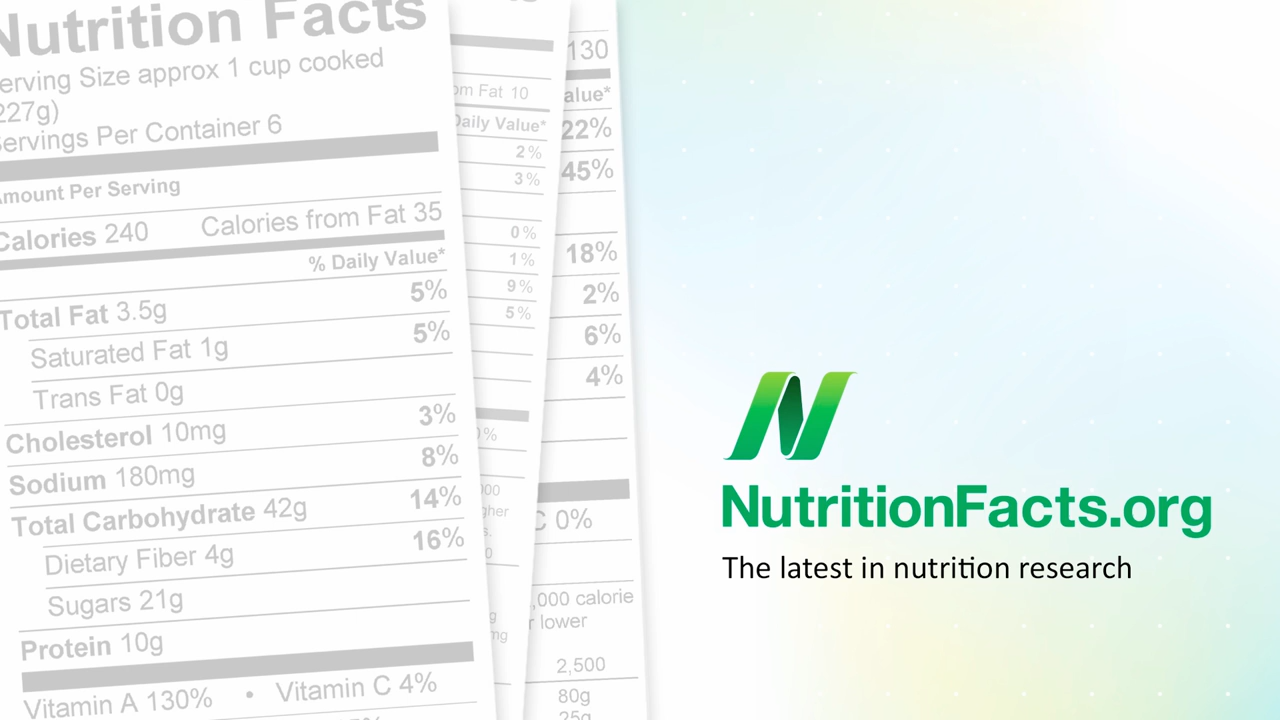 Nutrition Facts
erving Size approx 1 cup cooked
227g)
Servings Per Container 6
Amount Per Serving
Calories 240 Calories from Fat 35
% Daily Value*
Total Fat 3.5g 5%
Saturated Fat 1g 5%
Trans Fat 0g
Cholesterol 10mg 3%
Sodium 180mg 8%
Total Carbohydrate 42g 14%
Dietary Fiber 4g 16%
Sugars 21g
Protein 10g
Vitamin A 130% • Vitamin C 4%
om Fat 10
Daily Value*
2%
3%
0%
1%
9%
5%
0%
130
alue*
22%
45%
18%
2%
6%
4%
C 0%
,000 calorie
r lower
2,500
80g
25g
NutritionFacts.org
The latest in nutrition research